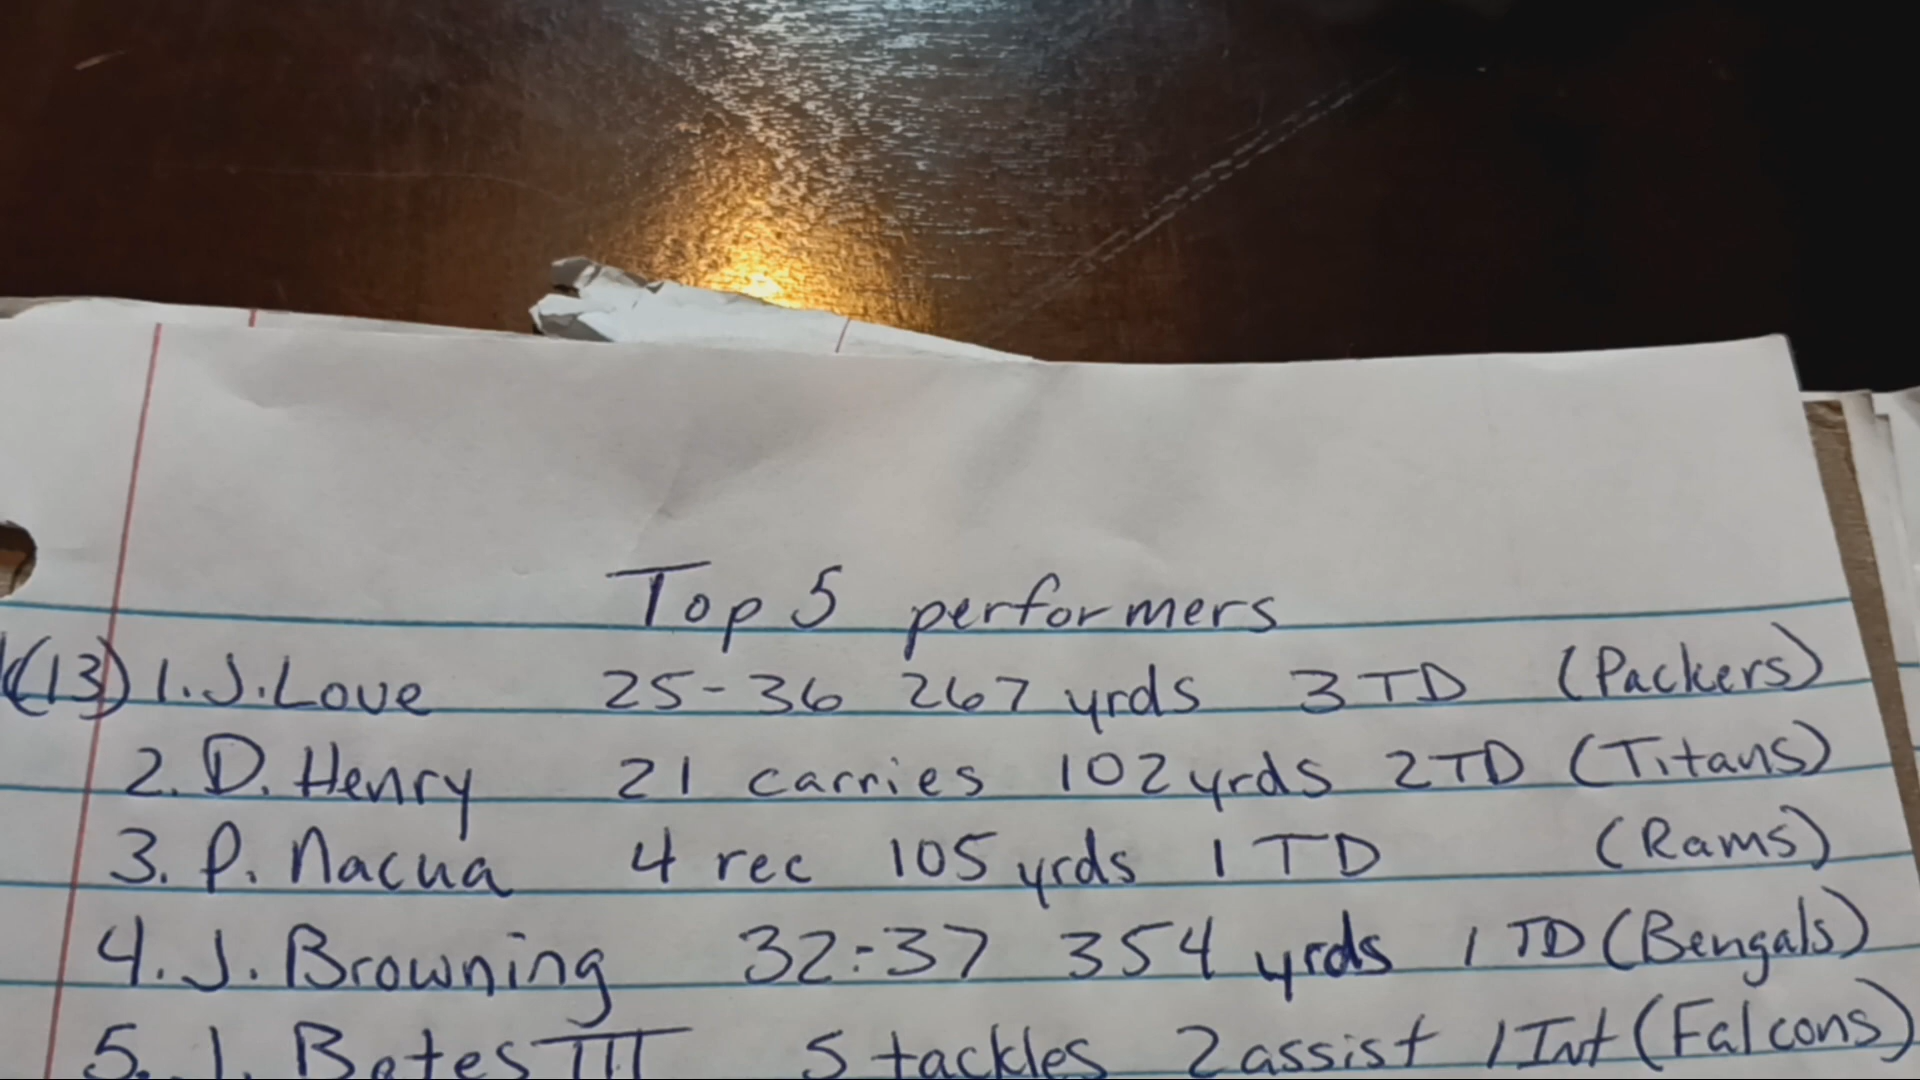 Top 5 performers
(13) 1. J. Love 25-36 267 yrds 3 TD (Packers)
2. D. Henry 21 carries 102 yrds 2 TD (Titans)
3. P. Nacua 4 rec 105 yrds 1 TD (Rams)
4. J. Browning 32-37 354 yrds 1 TD (Bengals)
5. J. Bates III 5 tackles 2 assist 1 Int (Falcons)